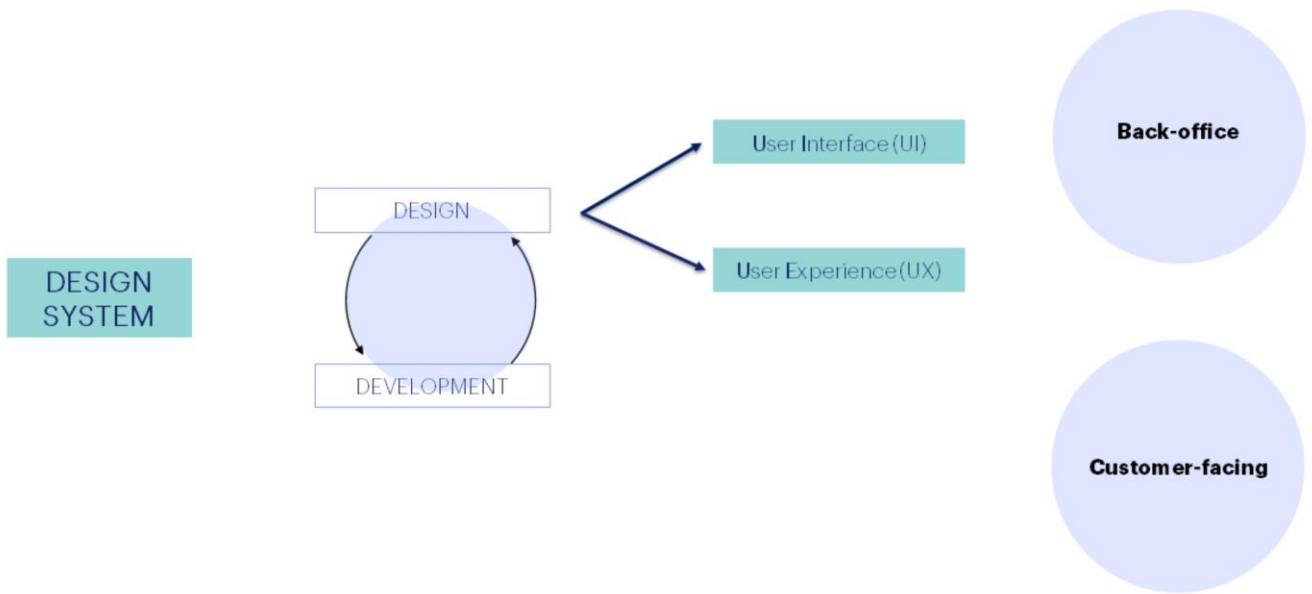 DESIGN
SYSTEM
DESIGN
DEVELOPMENT
User Interface (UI)
User Experience (UX)
Back-office
Customer-facing